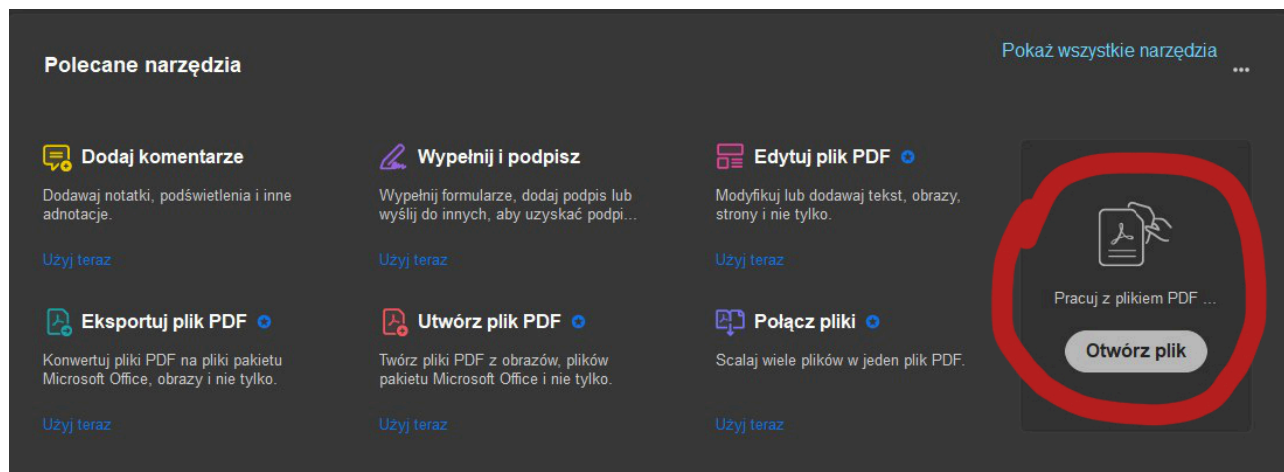 Polecane narzędzia
Pokaż wszystkie narzędzia
Dodaj komentarze
Dodawaj notatki, podświetlenia i inne
adnotacje.
Użyj teraz
Wypełnij i podpisz
Wypełnij formularze, dodaj podpis lub
wyślij do innych, aby uzyskać podpi...
Użyj teraz
Edytuj plik PDF
Modyfikuj lub dodawaj tekst, obrazy,
strony i nie tylko.
Użyj teraz
Eksportuj plik PDF
Konwertuj pliki PDF na pliki pakietu
Microsoft Office, obrazy i nie tylko.
Użyj teraz
Utwórz plik PDF
Twórz pliki PDF z obrazów, plików
pakietu Microsoft Office i nie tylko.
Użyj teraz
Połącz pliki
Scalaj wiele plików w jeden plik PDF.
Użyj teraz
Pracuj z plikiem PDF ...
Otwórz plik